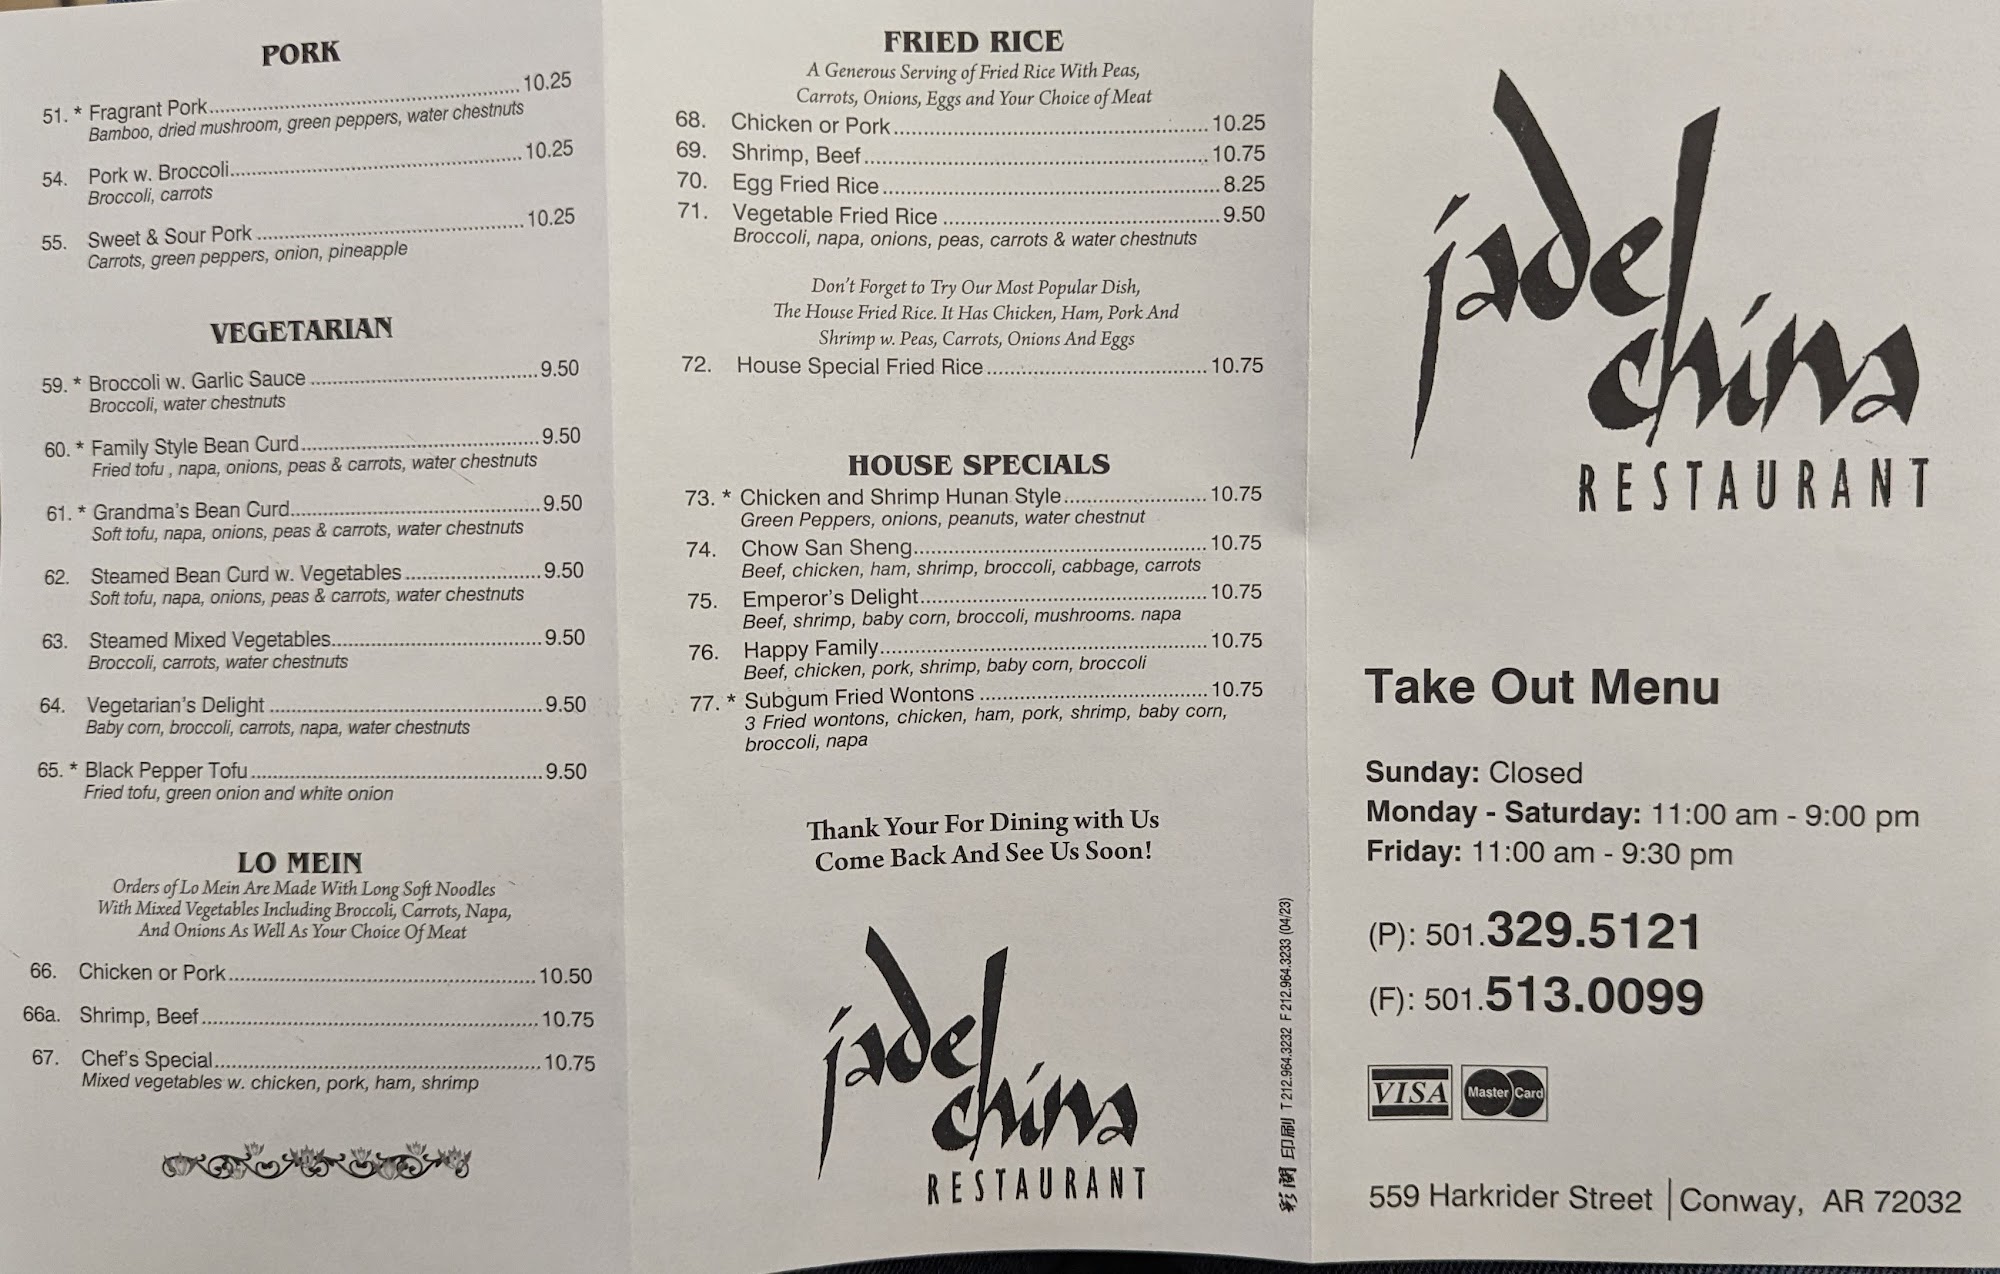 PORK
51. * Fragrant Pork 10.25
Bamboo, dried mushroom, green peppers, water chestnuts
54. Pork w. Broccoli 10.25
Broccoli, carrots
55. Sweet & Sour Pork 10.25
Carrots, green peppers, onion, pineapple
VEGETARIAN
59. * Broccoli w. Garlic Sauce 9.50
Broccoli, water chestnuts
60. * Family Style Bean Curd 9.50
Fried tofu , napa, onions, peas & carrots, water chestnuts
61. * Grandma's Bean Curd 9.50
Soft tofu, napa, onions, peas & carrots, water chestnuts
62. Steamed Bean Curd w. Vegetables 9.50
Soft tofu, napa, onions, peas & carrots, water chestnuts
63. Steamed Mixed Vegetables 9.50
Broccoli, carrots, water chestnuts
64. Vegetarian's Delight 9.50
Baby corn, broccoli, carrots, napa, water chestnuts
65. * Black Pepper Tofu 9.50
Fried tofu, green onion and white onion
LO MEIN
Orders of Lo Mein Are Made With Long Soft Noodles
With Mixed Vegetables Including Broccoli, Carrots, Napa,
And Onions As Well As Your Choice Of Meat
66. Chicken or Pork 10.50
66a. Shrimp, Beef 10.75
67. Chef's Special 10.75
Mixed vegetables w. chicken, pork, ham, shrimp
FRIED RICE
A Generous Serving of Fried Rice With Peas,
Carrots, Onions, Eggs and Your Choice of Meat
68. Chicken or Pork 10.25
69. Shrimp, Beef 10.75
70. Egg Fried Rice 8.25
71. Vegetable Fried Rice 9.50
Broccoli, napa, onions, peas, carrots & water chestnuts
Don't Forget to Try Our Most Popular Dish,
The House Fried Rice. It Has Chicken, Ham, Pork And
Shrimp w. Peas, Carrots, Onions And Eggs
72. House Special Fried Rice 10.75
HOUSE SPECIALS
73. * Chicken and Shrimp Hunan Style 10.75
Green Peppers, onions, peanuts, water chestnut
74. Chow San Sheng 10.75
Beef, chicken, ham, shrimp, broccoli, cabbage, carrots
75. Emperor's Delight 10.75
Beef, shrimp, baby corn, broccoli, mushrooms. napa
76. Happy Family 10.75
Beef, chicken, pork, shrimp, baby corn, broccoli
77. * Subgum Fried Wontons 10.75
3 Fried wontons, chicken, ham, pork, shrimp, baby corn,
broccoli, napa
Thank Your For Dining with Us
Come Back And See Us Soon!
jade
china
RESTAURANT
印刷 T 212.964.3232 F 212.964.3233 (04/23)
jade
china
RESTAURANT
Take Out Menu
Sunday: Closed
Monday - Saturday: 11:00 am - 9:00 pm
Friday: 11:00 am - 9:30 pm
(P): 501.329.5121
(F): 501.513.0099
VISA MasterCard
559 Harkrider Street | Conway, AR 72032